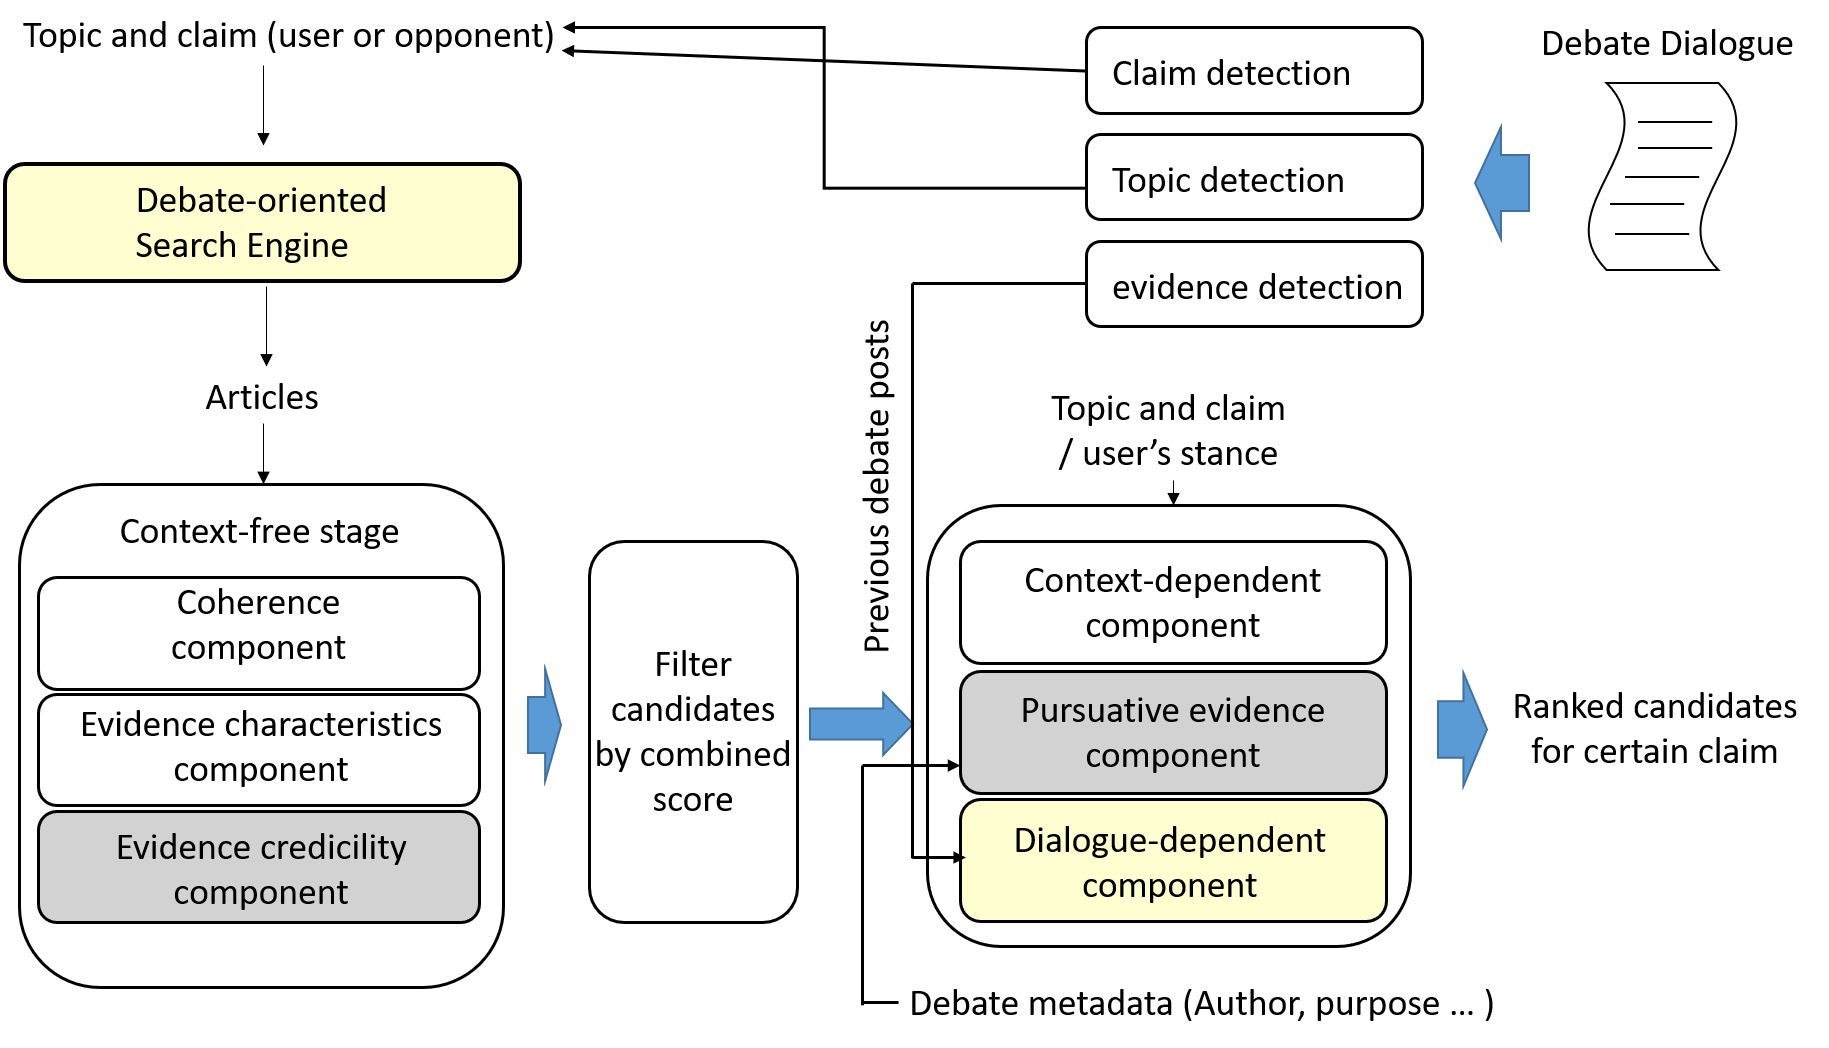 Topic and claim (user or opponent)
Claim detection
Debate Dialogue
Topic detection
Debate-oriented
Search Engine
evidence detection
Articles
Previous debate posts
Topic and claim
/ user’s stance
Context-free stage
Coherence
component
Evidence characteristics
component
Evidence credicility
component
Filter
candidates
by combined
score
Context-dependent
component
Pursuative evidence
component
Dialogue-dependent
component
Ranked candidates
for certain claim
Debate metadata (Author, purpose ... )